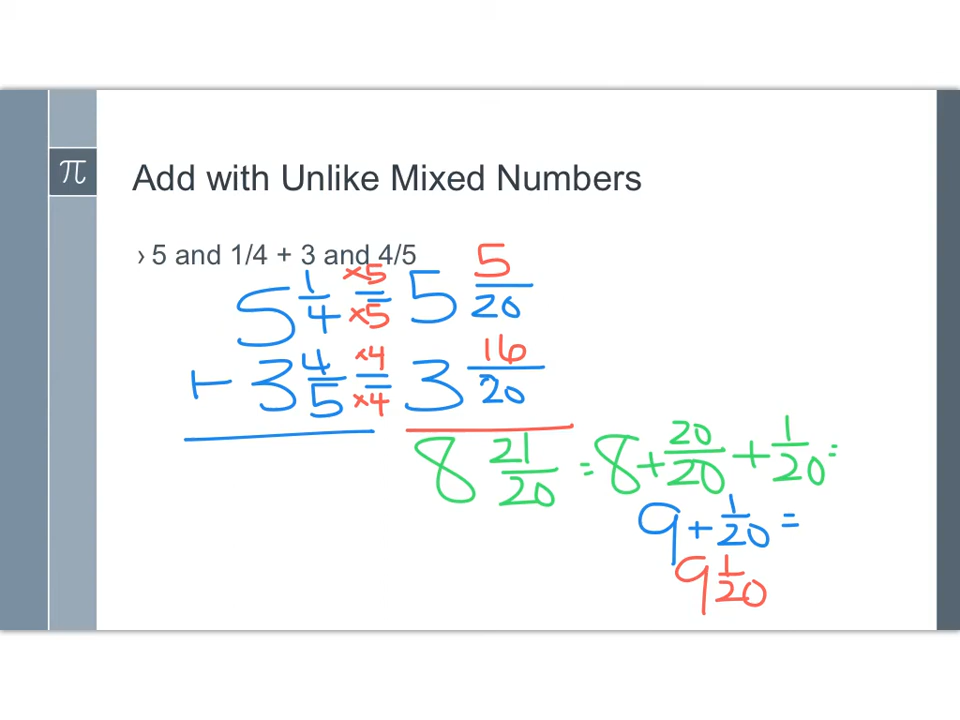 π
Add with Unlike Mixed Numbers
› 5 and 1/4 + 3 and 4/5
5 1/4 ×5/×5 = 5 5/20
+ 3 4/5 ×4/×4 = 3 16/20
8 21/20 = 8 + 20/20 + 1/20 =
9 + 1/20 =
9 1/20